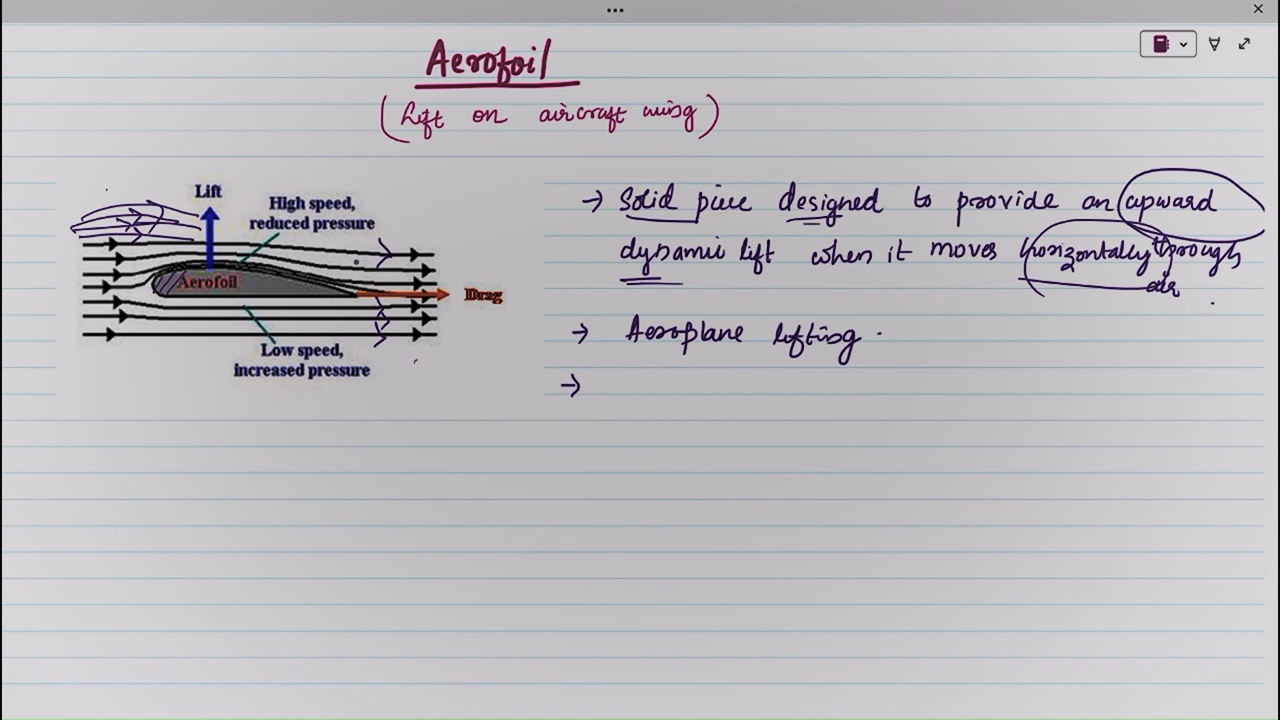 Aerofoil
(Lift on aircraft wing)
Lift
High speed,
reduced pressure
Aerofoil
Drag
Low speed,
increased pressure
→ Solid piece designed to provide an upward
dynamic lift when it moves horizontally through
air
→ Aeroplane lifting.
→